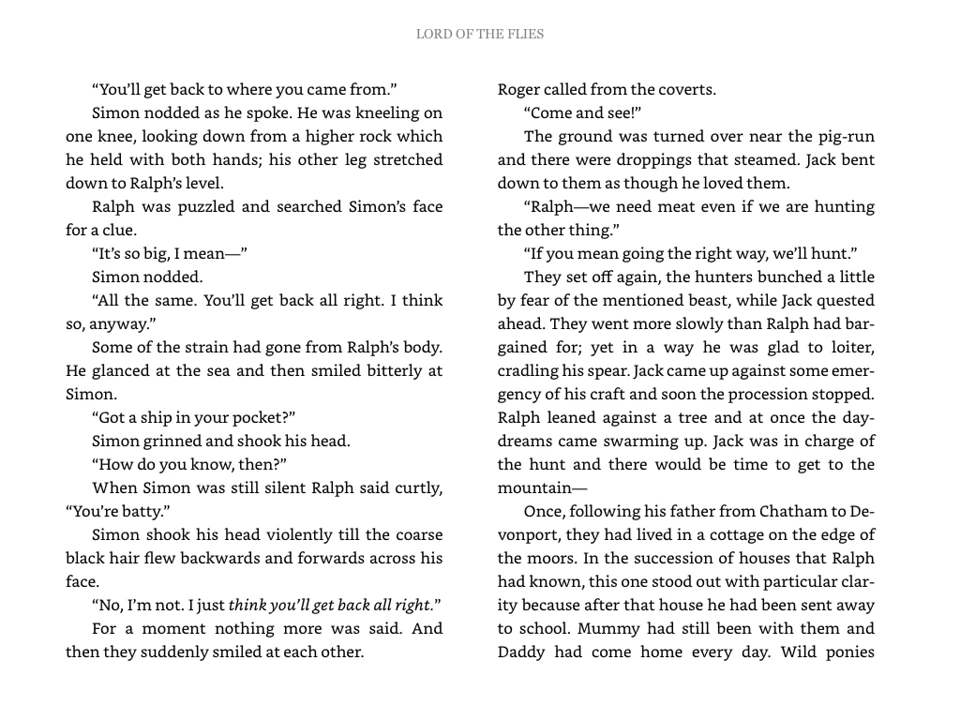 LORD OF THE FLIES
“You’ll get back to where you came from.”
Simon nodded as he spoke. He was kneeling on
one knee, looking down from a higher rock which
he held with both hands; his other leg stretched
down to Ralph’s level.
Ralph was puzzled and searched Simon’s face
for a clue.
“It’s so big, I mean—”
Simon nodded.
“All the same. You’ll get back all right. I think
so, anyway.”
Some of the strain had gone from Ralph’s body.
He glanced at the sea and then smiled bitterly at
Simon.
“Got a ship in your pocket?”
Simon grinned and shook his head.
“How do you know, then?”
When Simon was still silent Ralph said curtly,
“You’re batty.”
Simon shook his head violently till the coarse
black hair flew backwards and forwards across his
face.
“No, I’m not. I just think you’ll get back all right.”
For a moment nothing more was said. And
then they suddenly smiled at each other.
Roger called from the coverts.
“Come and see!”
The ground was turned over near the pig-run
and there were droppings that steamed. Jack bent
down to them as though he loved them.
“Ralph—we need meat even if we are hunting
the other thing.”
“If you mean going the right way, we’ll hunt.”
They set off again, the hunters bunched a little
by fear of the mentioned beast, while Jack quested
ahead. They went more slowly than Ralph had bar-
gained for; yet in a way he was glad to loiter,
cradling his spear. Jack came up against some emer-
gency of his craft and soon the procession stopped.
Ralph leaned against a tree and at once the day-
dreams came swarming up. Jack was in charge of
the hunt and there would be time to get to the
mountain—
Once, following his father from Chatham to De-
vonport, they had lived in a cottage on the edge of
the moors. In the succession of houses that Ralph
had known, this one stood out with particular clar-
ity because after that house he had been sent away
to school. Mummy had still been with them and
Daddy had come home every day. Wild ponies